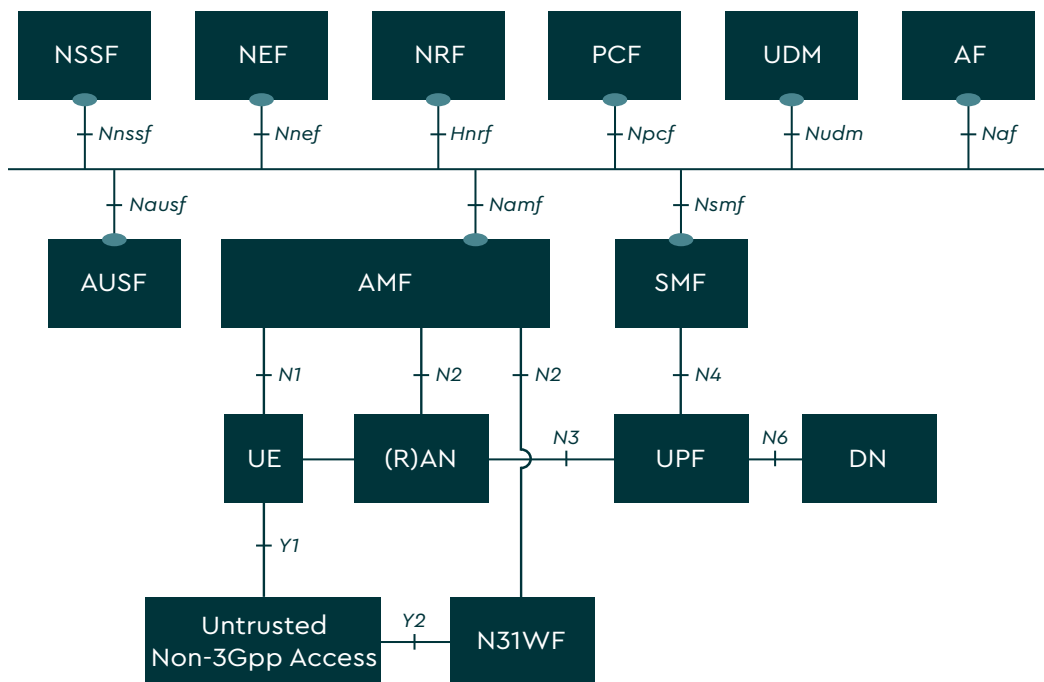 NSSF
NEF
NRF
PCF
UDM
AF
Nnssf
Nnef
Hnrf
Npcf
Nudm
Naf
Nausf
Namf
Nsmf
AUSF
AMF
SMF
N1
N2
N2
N4
UE
(R)AN
N3
UPF
N6
DN
Y1
Untrusted
Non-3Gpp Access
Y2
N31WF